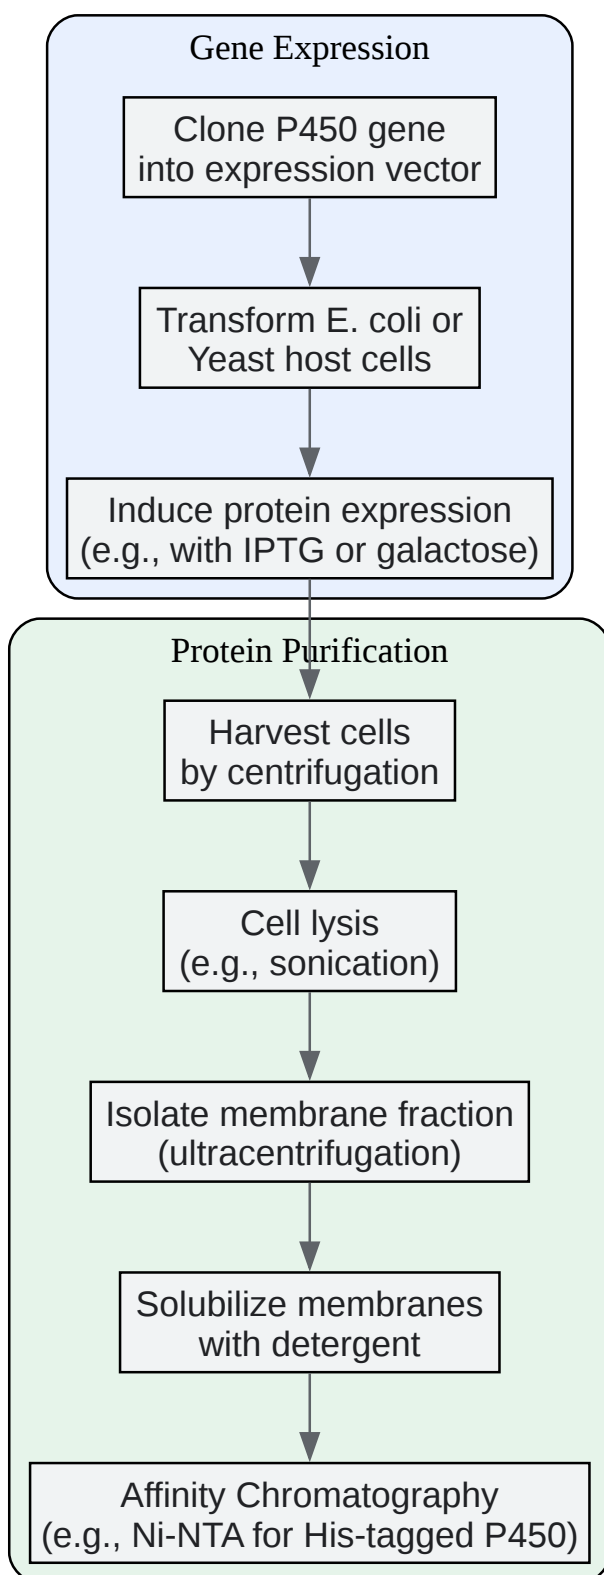 Gene Expression
Clone P450 gene
into expression vector
Transform E. coli or
Yeast host cells
Induce protein expression
(e.g., with IPTG or galactose)
Protein Purification
Harvest cells
by centrifugation
Cell lysis
(e.g., sonication)
Isolate membrane fraction
(ultracentrifugation)
Solubilize membranes
with detergent
Affinity Chromatography
(e.g., Ni-NTA for His-tagged P450)